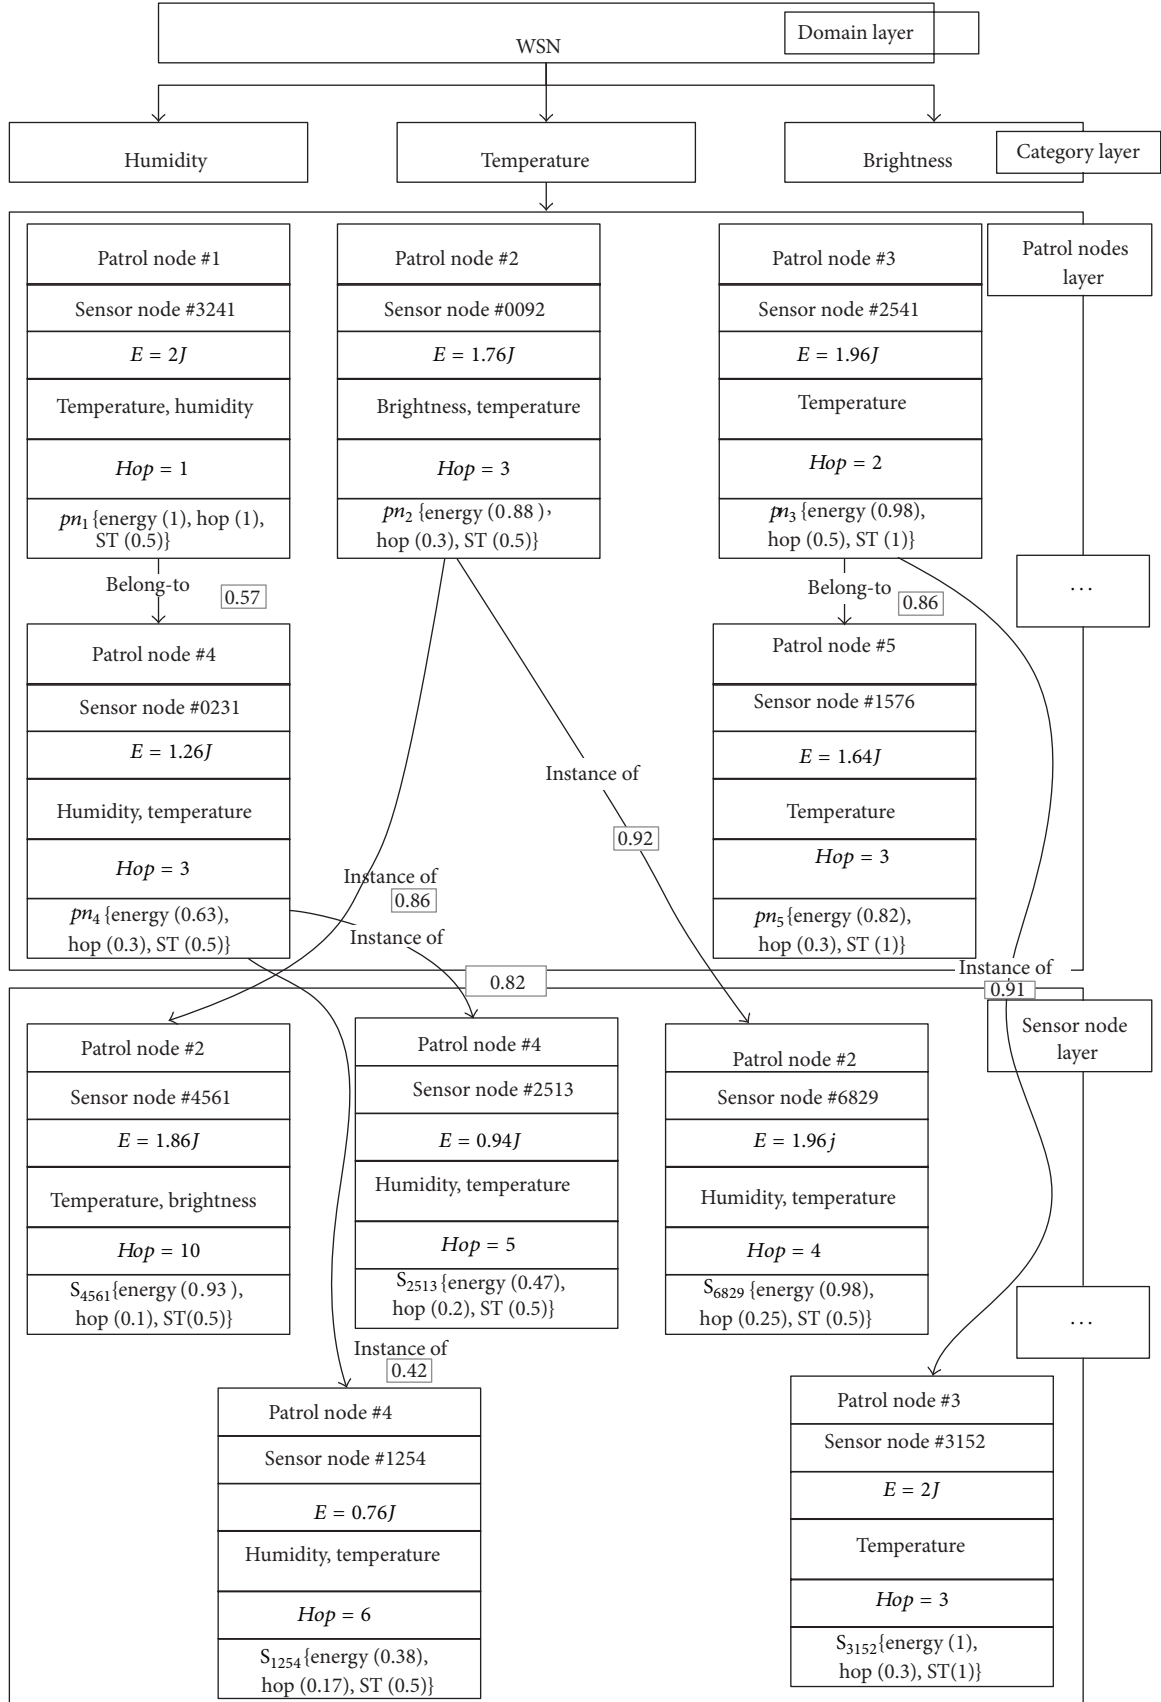 Domain layer
WSN
Humidity
Temperature
Brightness
Category layer
Patrol nodes
layer
Patrol node #1
Sensor node #3241
E = 2J
Temperature, humidity
Hop = 1
pn1 {energy (1), hop (1),
ST (0.5)}
Patrol node #2
Sensor node #0092
E = 1.76J
Brightness, temperature
Hop = 3
pn2 {energy (0.88),
hop (0.3), ST (0.5)}
Patrol node #3
Sensor node #2541
E = 1.96J
Temperature
Hop = 2
pn3 {energy (0.98),
hop (0.5), ST (1)}
...
Belong-to
0.57
Belong-to
0.86
Patrol node #4
Sensor node #0231
E = 1.26J
Humidity, temperature
Hop = 3
pn4 {energy (0.63),
hop (0.3), ST (0.5)}
Patrol node #5
Sensor node #1576
E = 1.64J
Temperature
Hop = 3
pn5 {energy (0.82),
hop (0.3), ST (1)}
Instance of
0.92
Instance of
0.86
Instance of
0.82
Instance of
0.91
Sensor node
layer
Patrol node #2
Sensor node #4561
E = 1.86J
Temperature, brightness
Hop = 10
S4561{energy (0.93),
hop (0.1), ST(0.5)}
Patrol node #4
Sensor node #2513
E = 0.94J
Humidity, temperature
Hop = 5
S2513 {energy (0.47),
hop (0.2), ST (0.5)}
Patrol node #2
Sensor node #6829
E = 1.96j
Humidity, temperature
Hop = 4
S6829 {energy (0.98),
hop (0.25), ST (0.5)}
...
Instance of
0.42
Patrol node #4
Sensor node #1254
E = 0.76J
Humidity, temperature
Hop = 6
S1254 {energy (0.38),
hop (0.17), ST (0.5)}
Patrol node #3
Sensor node #3152
E = 2J
Temperature
Hop = 3
S3152{energy (1),
hop (0.3), ST(1)}